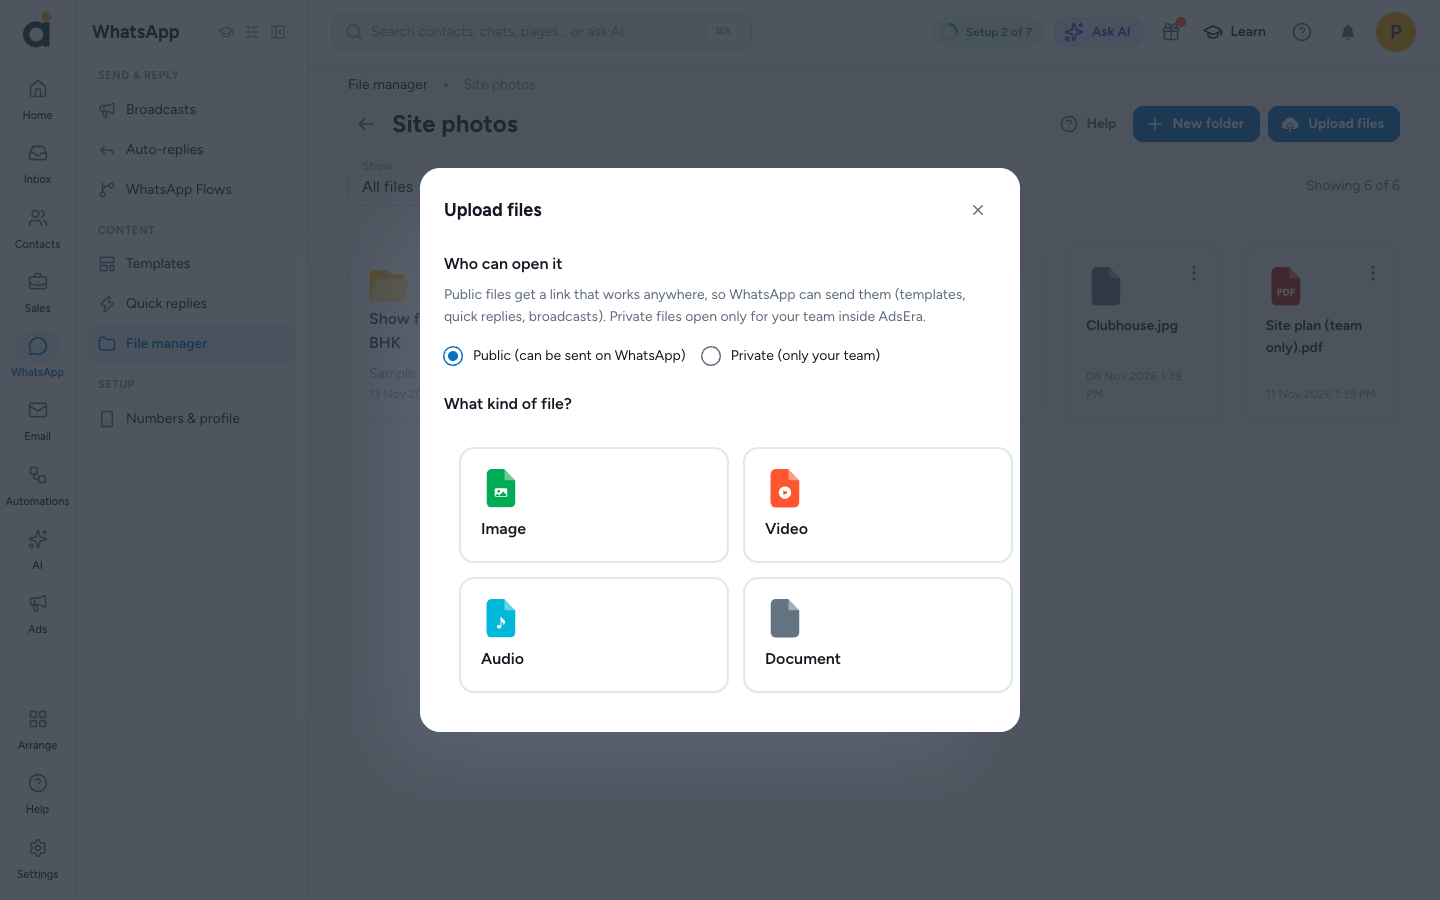 WhatsApp
Search contacts, chats, pages... or ask AI
⌘K
Setup 2 of 7
Ask AI
Learn
P
Home
Inbox
Contacts
Sales
WhatsApp
Email
Automations
AI
Ads
Arrange
Help
Settings
SEND & REPLY
Broadcasts
Auto-replies
WhatsApp Flows
CONTENT
Templates
Quick replies
File manager
SETUP
Numbers & profile
File manager • Site photos
Site photos
Help
New folder
Upload files
Show
All files
Showing 6 of 6
Show f
BHK
Sample
13 Nov 20
Clubhouse.jpg
08 Nov 2026 1:39
PM
PDF
Site plan (team
only).pdf
11 Nov 2026 1:39 PM
Upload files
Who can open it
Public files get a link that works anywhere, so WhatsApp can send them (templates,
quick replies, broadcasts). Private files open only for your team inside AdsEra.
Public (can be sent on WhatsApp)
Private (only your team)
What kind of file?
Image
Video
Audio
Document